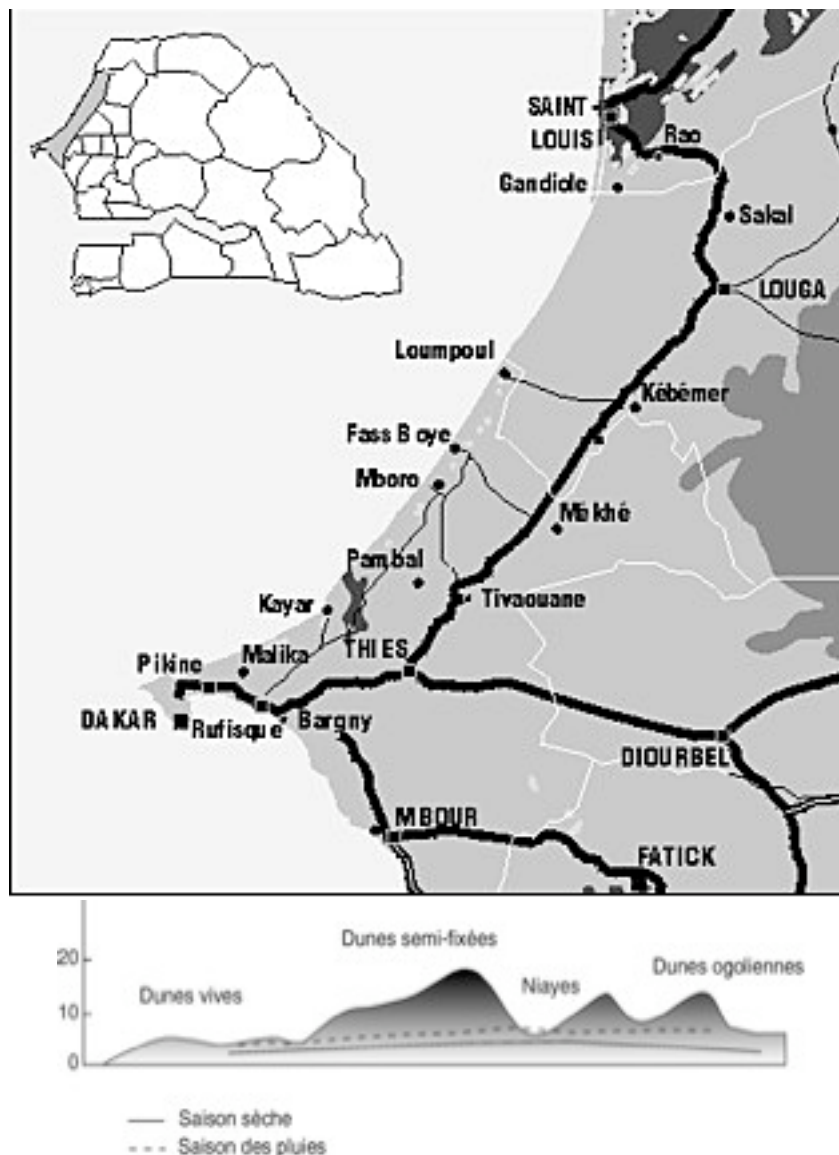 SAINT
LOUIS
Rao
Gandiole
Sakal
LOUGA
Loumpoul
Kébémer
Fass Boye
Mboro
Mékhé
Pambal
Tivaouane
Kayar
THIES
Malika
Pikine
DAKAR
Rufisque
Bargny
DIOURBEL
MBOUR
FATICK
20
10
0
Dunes vives
Dunes semi-fixées
Niayes
Dunes ogoliennes
Saison sèche
Saison des pluies